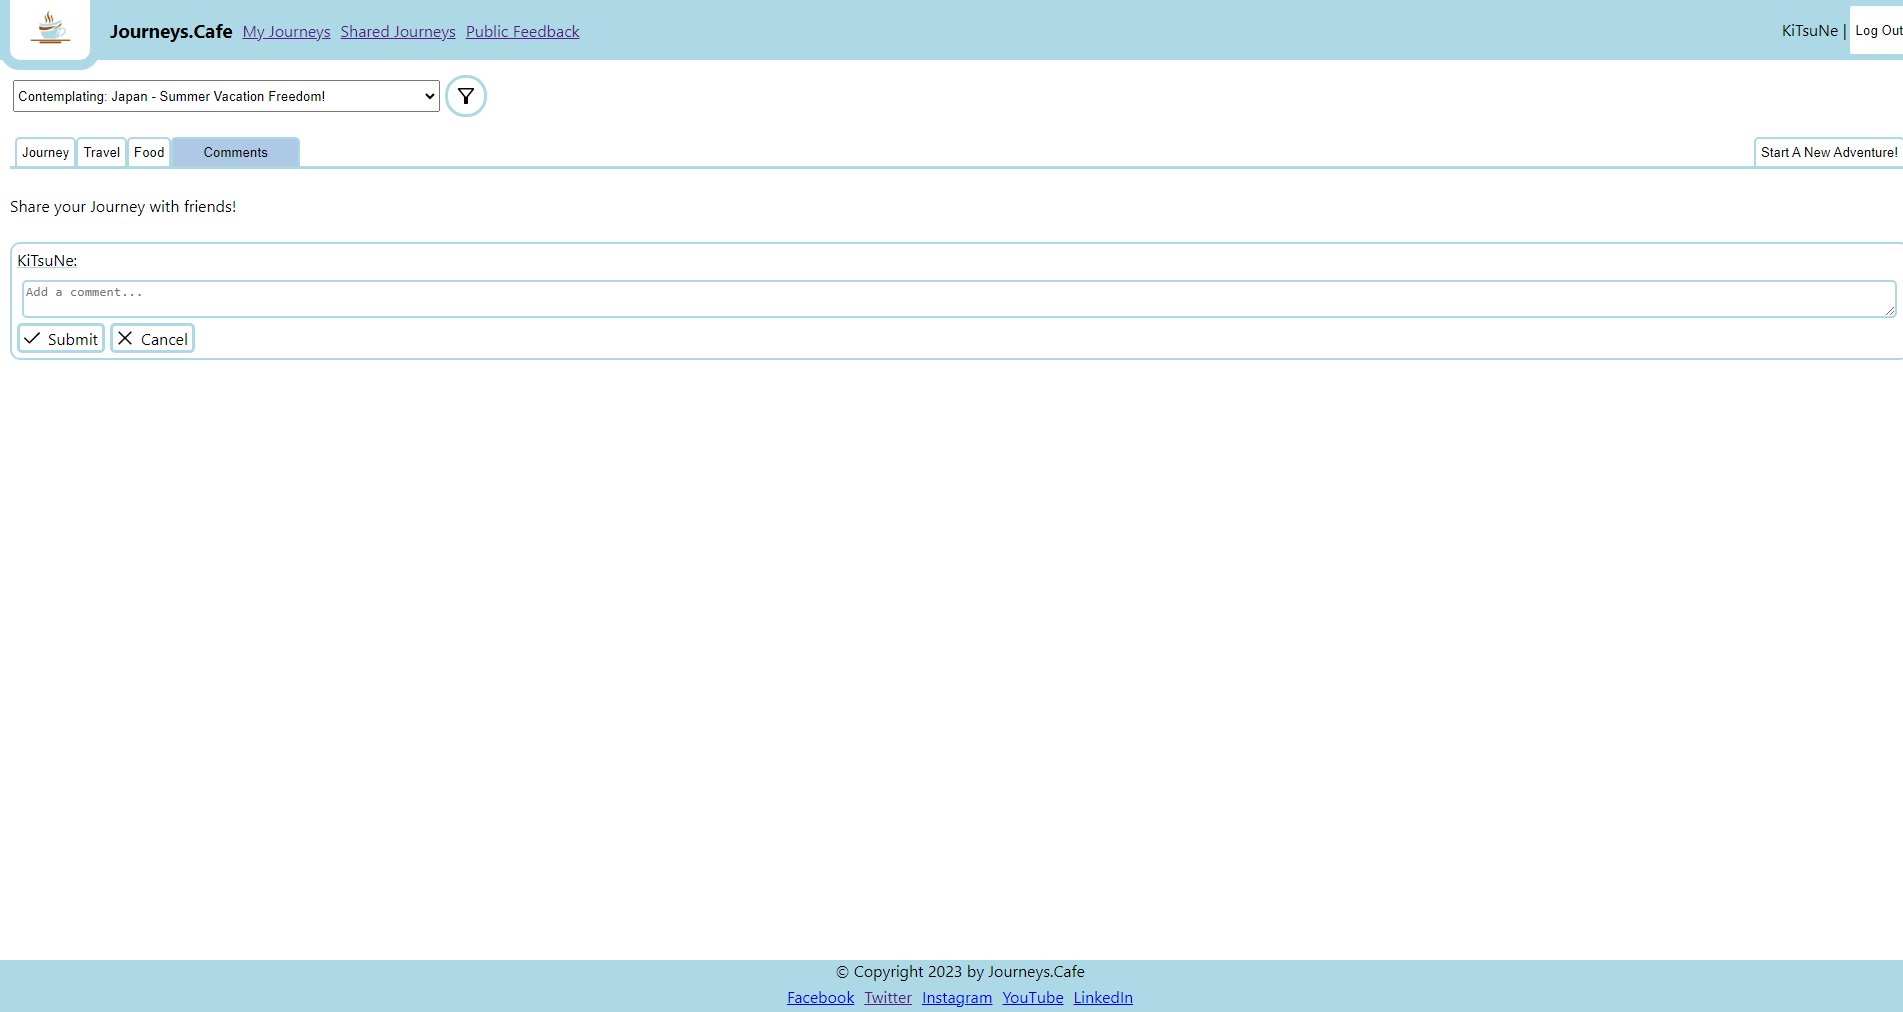 Journeys.Cafe My Journeys Shared Journeys Public Feedback KiTsuNe | Log Out
Contemplating: Japan - Summer Vacation Freedom!
Journey Travel Food Comments Start A New Adventure!
Share your Journey with friends!
KiTsuNe:
Add a comment...
Submit Cancel
© Copyright 2023 by Journeys.Cafe
Facebook Twitter Instagram YouTube LinkedIn